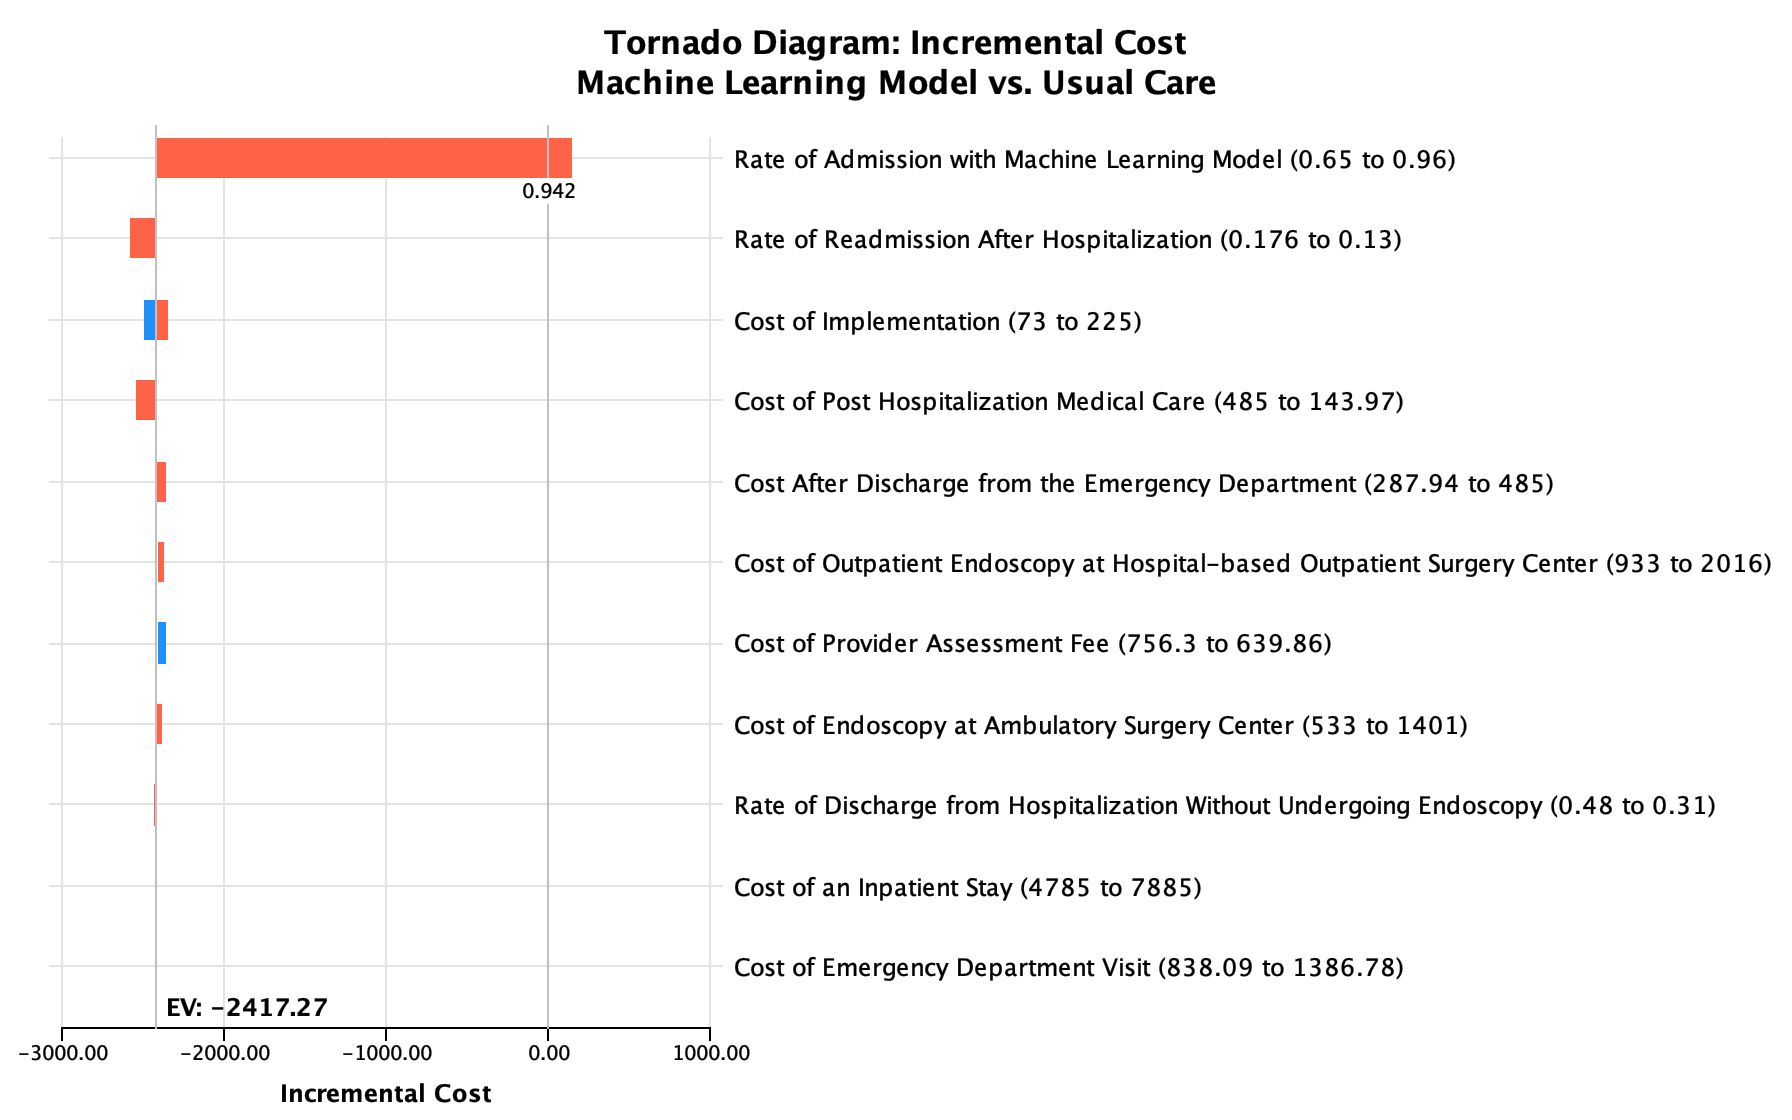 Tornado Diagram: Incremental Cost
Machine Learning Model vs. Usual Care
Rate of Admission with Machine Learning Model (0.65 to 0.96)
0.942
Rate of Readmission After Hospitalization (0.176 to 0.13)
Cost of Implementation (73 to 225)
Cost of Post Hospitalization Medical Care (485 to 143.97)
Cost After Discharge from the Emergency Department (287.94 to 485)
Cost of Outpatient Endoscopy at Hospital-based Outpatient Surgery Center (933 to 2016)
Cost of Provider Assessment Fee (756.3 to 639.86)
Cost of Endoscopy at Ambulatory Surgery Center (533 to 1401)
Rate of Discharge from Hospitalization Without Undergoing Endoscopy (0.48 to 0.31)
Cost of an Inpatient Stay (4785 to 7885)
Cost of Emergency Department Visit (838.09 to 1386.78)
EV: -2417.27
-3000.00 -2000.00 -1000.00 0.00 1000.00
Incremental Cost